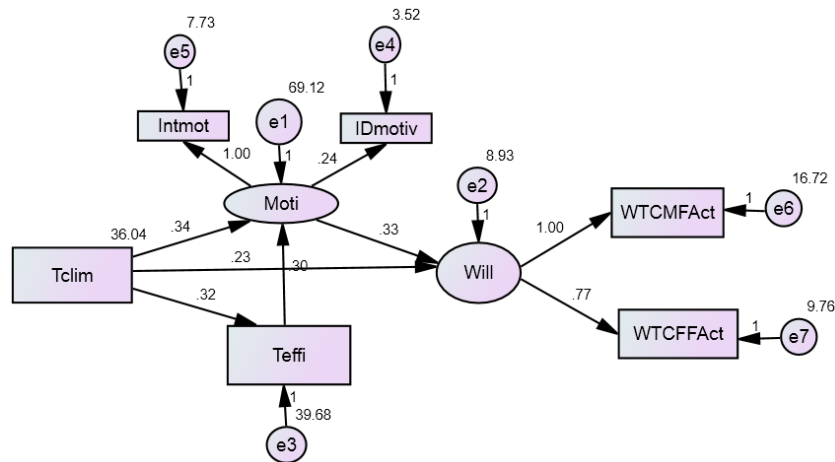 7.73
e5
1
Intmot
3.52
e4
1
IDmotiv
69.12
e1
1
1.00
.24
Moti
8.93
e2
1
16.72
e6
1
WTCMFAct
1.00
36.04
.34
.33
Tclim
.23
.30
Will
.32
.77
9.76
e7
1
WTCFFAct
Teffi
1
39.68
e3